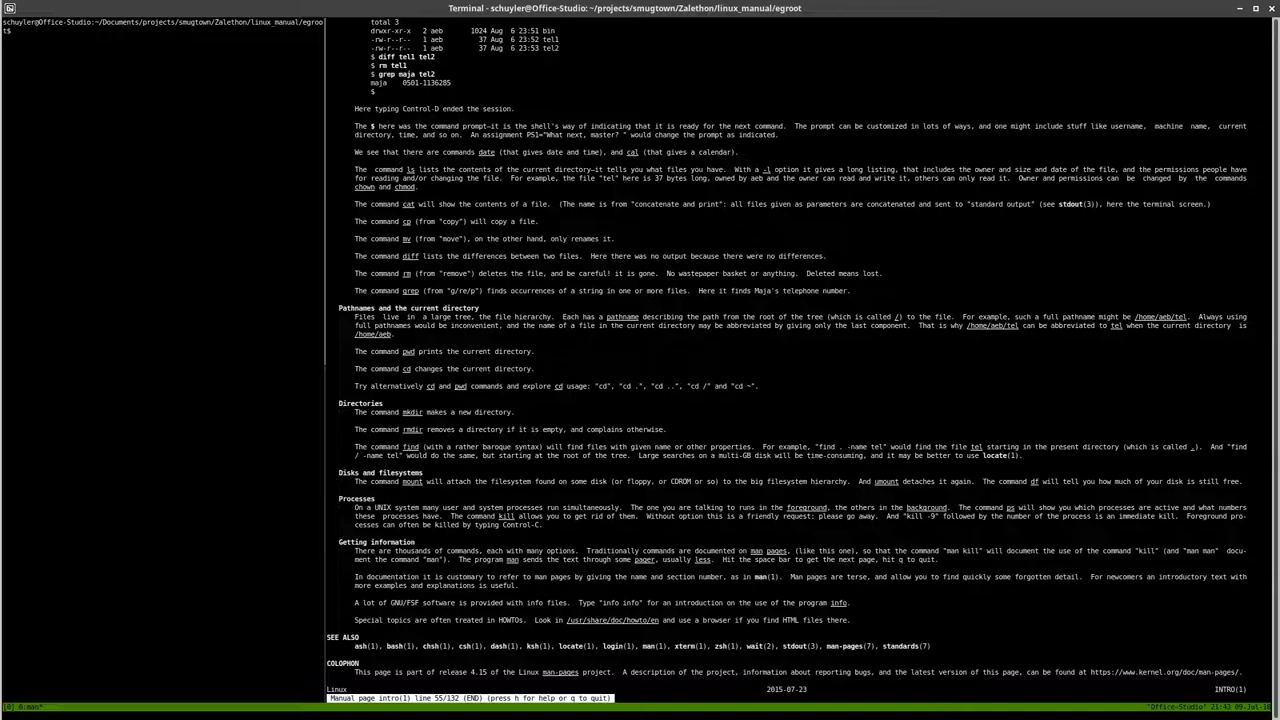 Terminal - schuyler@Office-Studio: ~/projects/smugtown/Zalethon/linux_manual/egroot
schuyler@Office-Studio:~/Documents/projects/smugtown/Zalethon/linux_manual/egroo
t$
total 3
drwxr-xr-x 2 aeb 1024 Aug 6 23:51 bin
-rw-r--r-- 1 aeb 37 Aug 6 23:52 tel1
-rw-r--r-- 1 aeb 37 Aug 6 23:53 tel2
$ diff tel1 tel2
$ rm tel1
$ grep maja tel2
maja 0501-1136285
$
Here typing Control-D ended the session.
The $ here was the command prompt—it is the shell's way of indicating that it is ready for the next command. The prompt can be customized in lots of ways, and one might include stuff like username, machine name, current
directory, time, and so on. An assignment PS1="What next, master? " would change the prompt as indicated.
We see that there are commands date (that gives date and time), and cal (that gives a calendar).
The command ls lists the contents of the current directory—it tells you what files you have. With a -l option it gives a long listing, that includes the owner and size and date of the file, and the permissions people have
for reading and/or changing the file. For example, the file "tel" here is 37 bytes long, owned by aeb and the owner can read and write it, others can only read it. Owner and permissions can be changed by the commands
chown and chmod.
The command cat will show the contents of a file. (The name is from "concatenate and print": all files given as parameters are concatenated and sent to "standard output" (see stdout(3)), here the terminal screen.)
The command cp (from "copy") will copy a file.
The command mv (from "move"), on the other hand, only renames it.
The command diff lists the differences between two files. Here there was no output because there were no differences.
The command rm (from "remove") deletes the file, and be careful! it is gone. No wastepaper basket or anything. Deleted means lost.
The command grep (from "g/re/p") finds occurrences of a string in one or more files. Here it finds Maja's telephone number.
Pathnames and the current directory
Files live in a large tree, the file hierarchy. Each has a pathname describing the path from the root of the tree (which is called /) to the file. For example, such a full pathname might be /home/aeb/tel. Always using
full pathnames would be inconvenient, and the name of a file in the current directory may be abbreviated by giving only the last component. That is why /home/aeb/tel can be abbreviated to tel when the current directory is
/home/aeb.
The command pwd prints the current directory.
The command cd changes the current directory.
Try alternatively cd and pwd commands and explore cd usage: "cd", "cd .", "cd ..", "cd /" and "cd ~".
Directories
The command mkdir makes a new directory.
The command rmdir removes a directory if it is empty, and complains otherwise.
The command find (with a rather baroque syntax) will find files with given name or other properties. For example, "find . -name tel" would find the file tel starting in the present directory (which is called .). And "find
/ -name tel" would do the same, but starting at the root of the tree. Large searches on a multi-GB disk will be time-consuming, and it may be better to use locate(1).
Disks and filesystems
The command mount will attach the filesystem found on some disk (or floppy, or CDROM or so) to the big filesystem hierarchy. And umount detaches it again. The command df will tell you how much of your disk is still free.
Processes
On a UNIX system many user and system processes run simultaneously. The one you are talking to runs in the foreground, the others in the background. The command ps will show you which processes are active and what numbers
these processes have. The command kill allows you to get rid of them. Without option this is a friendly request: please go away. And "kill -9" followed by the number of the process is an immediate kill. Foreground pro‐
cesses can often be killed by typing Control-C.
Getting information
There are thousands of commands, each with many options. Traditionally commands are documented on man pages, (like this one), so that the command "man kill" will document the use of the command "kill" (and "man man" docu‐
ment the command "man"). The program man sends the text through some pager, usually less. Hit the space bar to get the next page, hit q to quit.
In documentation it is customary to refer to man pages by giving the name and section number, as in man(1). Man pages are terse, and allow you to find quickly some forgotten detail. For newcomers an introductory text with
more examples and explanations is useful.
A lot of GNU/FSF software is provided with info files. Type "info info" for an introduction on the use of the program info.
Special topics are often treated in HOWTOs. Look in /usr/share/doc/howto/en and use a browser if you find HTML files there.
SEE ALSO
ash(1), bash(1), chsh(1), csh(1), dash(1), ksh(1), locate(1), login(1), man(1), xterm(1), zsh(1), wait(2), stdout(3), man-pages(7), standards(7)
COLOPHON
This page is part of release 4.15 of the Linux man-pages project. A description of the project, information about reporting bugs, and the latest version of this page, can be found at https://www.kernel.org/doc/man-pages/.
Linux 2015-07-23 INTRO(1)
Manual page intro(1) line 55/132 (END) (press h for help or q to quit)
[0] 0:man* "Office-Studio" 21:43 09-Jul-18